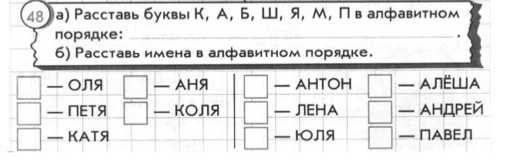 48 а) Расставь буквы К, А, Б, Ш, Я, М, П в алфавитном
порядке: .
б) Расставь имена в алфавитном порядке.
— ОЛЯ — АНЯ — АНТОН — АЛЁША
— ПЕТЯ — КОЛЯ — ЛЕНА — АНДРЕЙ
— КАТЯ — ЮЛЯ — ПАВЕЛ